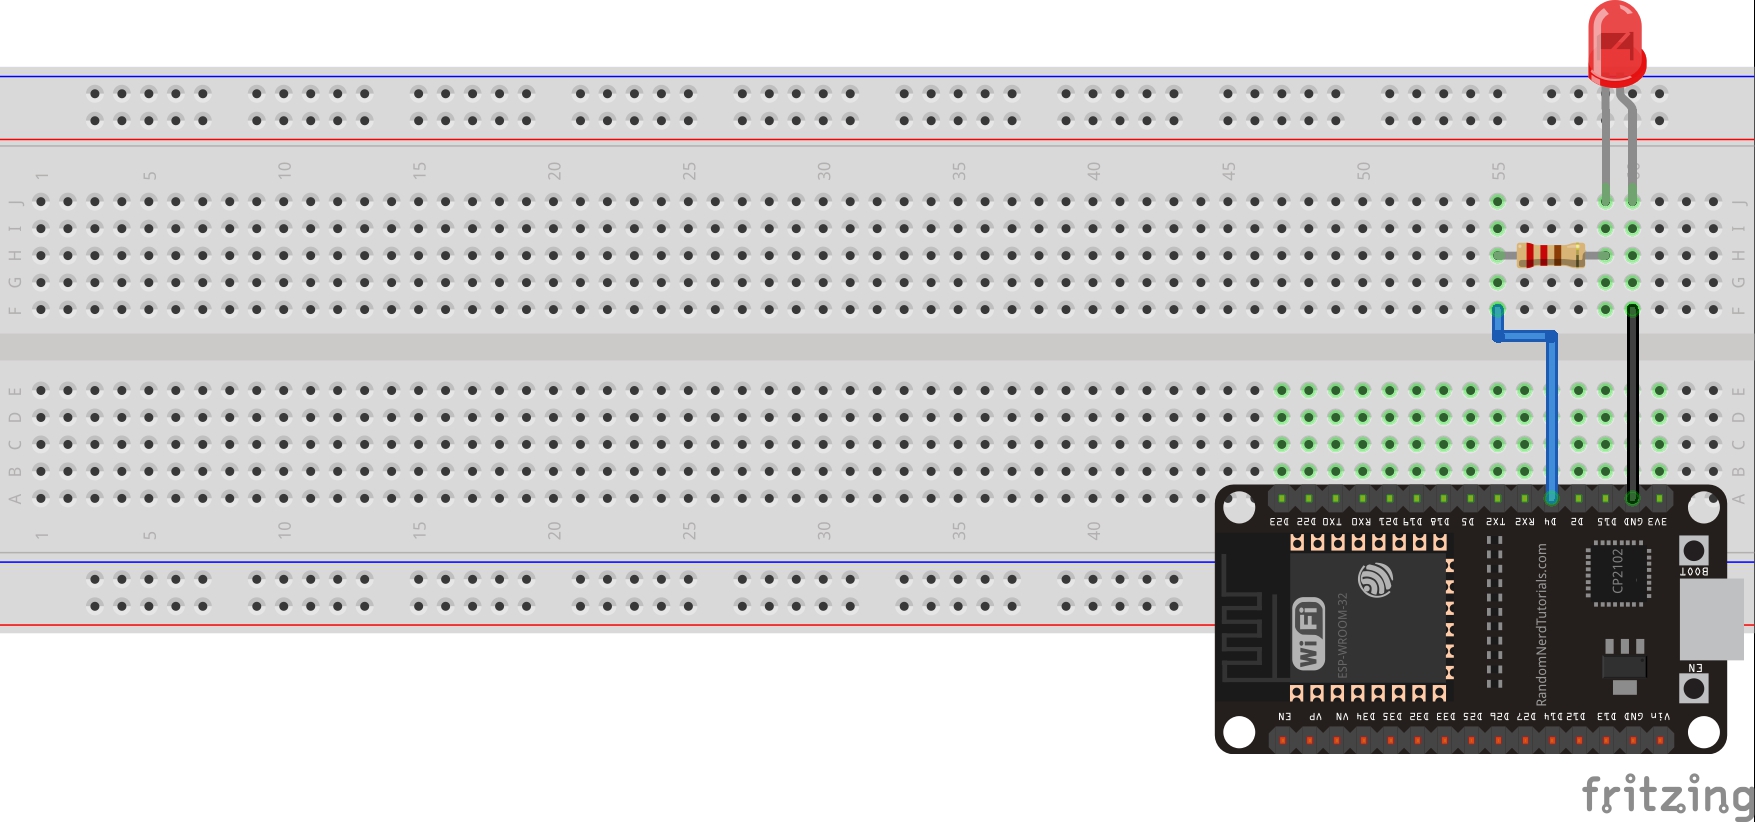 1 5 10 15 20 25 30 35 40 45 50 55
J J
I I
H H
G G
F F
E E
D D
C C
B B
A A
1 5 10 15 20 25 30 35 40
D23 D22 TX0 RX0 D21 D19 D18 D5 TX2 RX2 D4 D2 D15 GND 3V3
BOOT
CP2102
WiFi
ESP-WROOM-32
RandomNerdTutorials.com
EN
EN VP VN D34 D35 D32 D33 D25 D26 D27 D14 D12 D13 GND Vin
fritzing